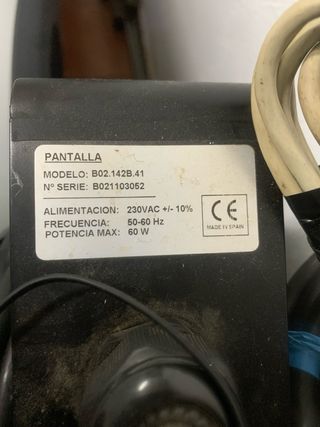 PANTALLA
MODELO: B02.142B.41
Nº SERIE: B021103052
ALIMENTACION: 230VAC +/- 10%
FRECUENCIA: 50-60 Hz
POTENCIA MAX: 60 W
CE
MADE IN SPAIN